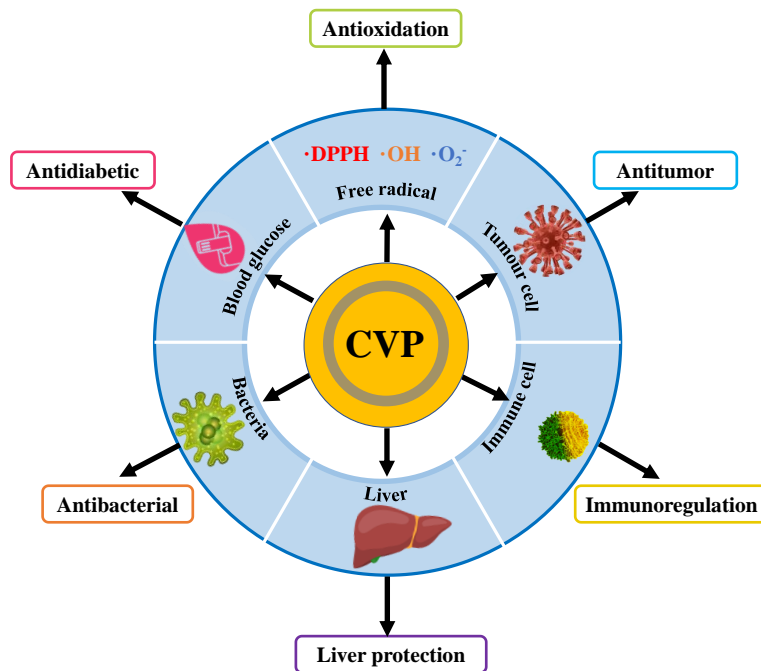 Antioxidation
·DPPH ·OH ·O₂⁻
Free radical
Antidiabetic
Antitumor
Blood glucose
Tumour cell
CVP
Bacteria
Immune cell
Liver
Antibacterial
Immunoregulation
Liver protection